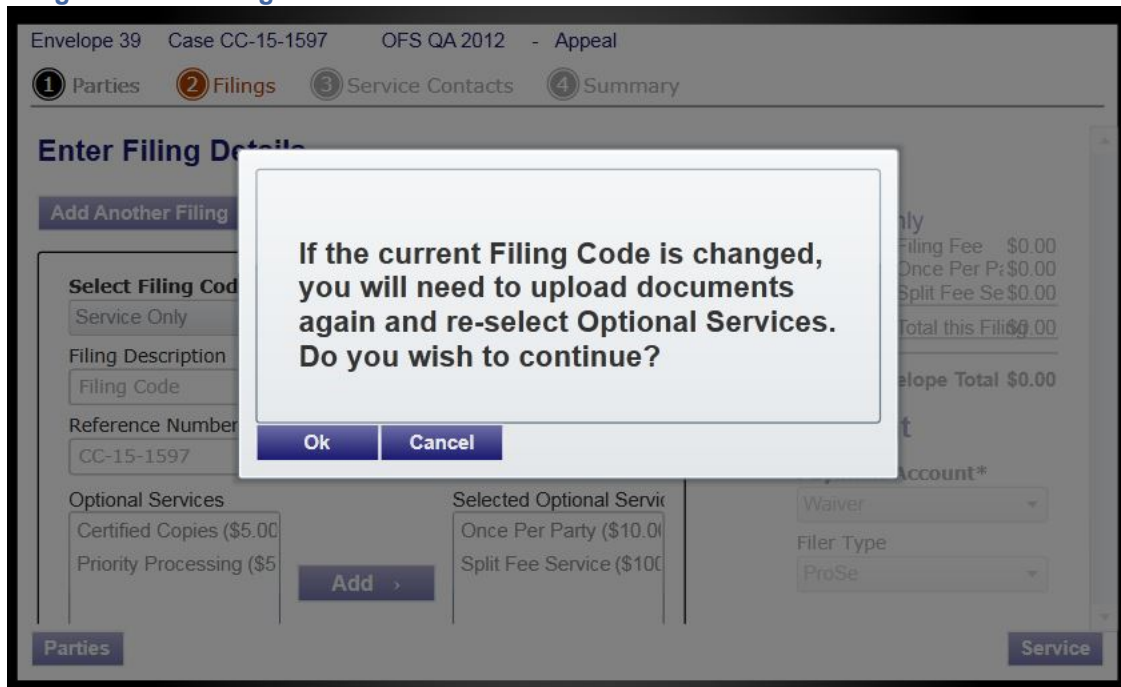 Envelope 39 Case CC-15-1597 OFS QA 2012 - Appeal
1 Parties 2 Filings 3 Service Contacts 4 Summary
Enter Filing Details
Add Another Filing
Select Filing Cod
Service Only
Filing Description
Filing Code
Reference Number
CC-15-1597
Optional Services
Certified Copies ($5.00
Priority Processing ($5
Add ›
Selected Optional Servic
Once Per Party ($10.00
Split Fee Service ($100
If the current Filing Code is changed,
you will need to upload documents
again and re-select Optional Services.
Do you wish to continue?
Ok Cancel
nly
Filing Fee $0.00
Once Per Pa $0.00
Split Fee Se $0.00
Total this Filing
elope Total $0.00
t
Account*
Waiver
Filer Type
ProSe
Parties
Service